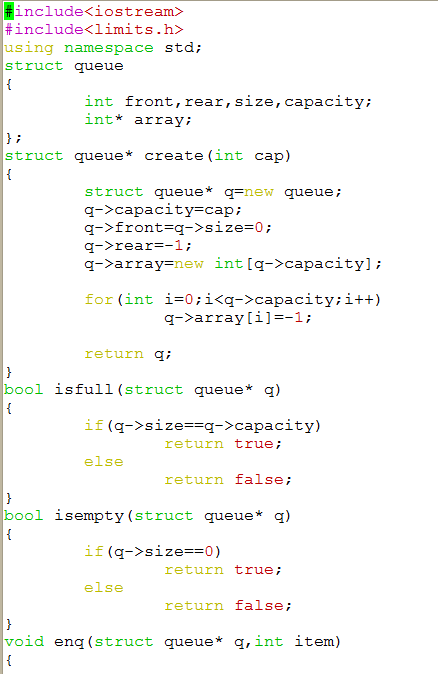 #include<iostream>
#include<limits.h>
using namespace std;
struct queue
{
        int front,rear,size,capacity;
        int* array;
};
struct queue* create(int cap)
{
        struct queue* q=new queue;
        q->capacity=cap;
        q->front=q->size=0;
        q->rear=-1;
        q->array=new int[q->capacity];

        for(int i=0;i<q->capacity;i++)
                q->array[i]=-1;

        return q;
}
bool isfull(struct queue* q)
{
        if(q->size==q->capacity)
                return true;
        else
                return false;
}
bool isempty(struct queue* q)
{
        if(q->size==0)
                return true;
        else
                return false;
}
void enq(struct queue* q,int item)
{